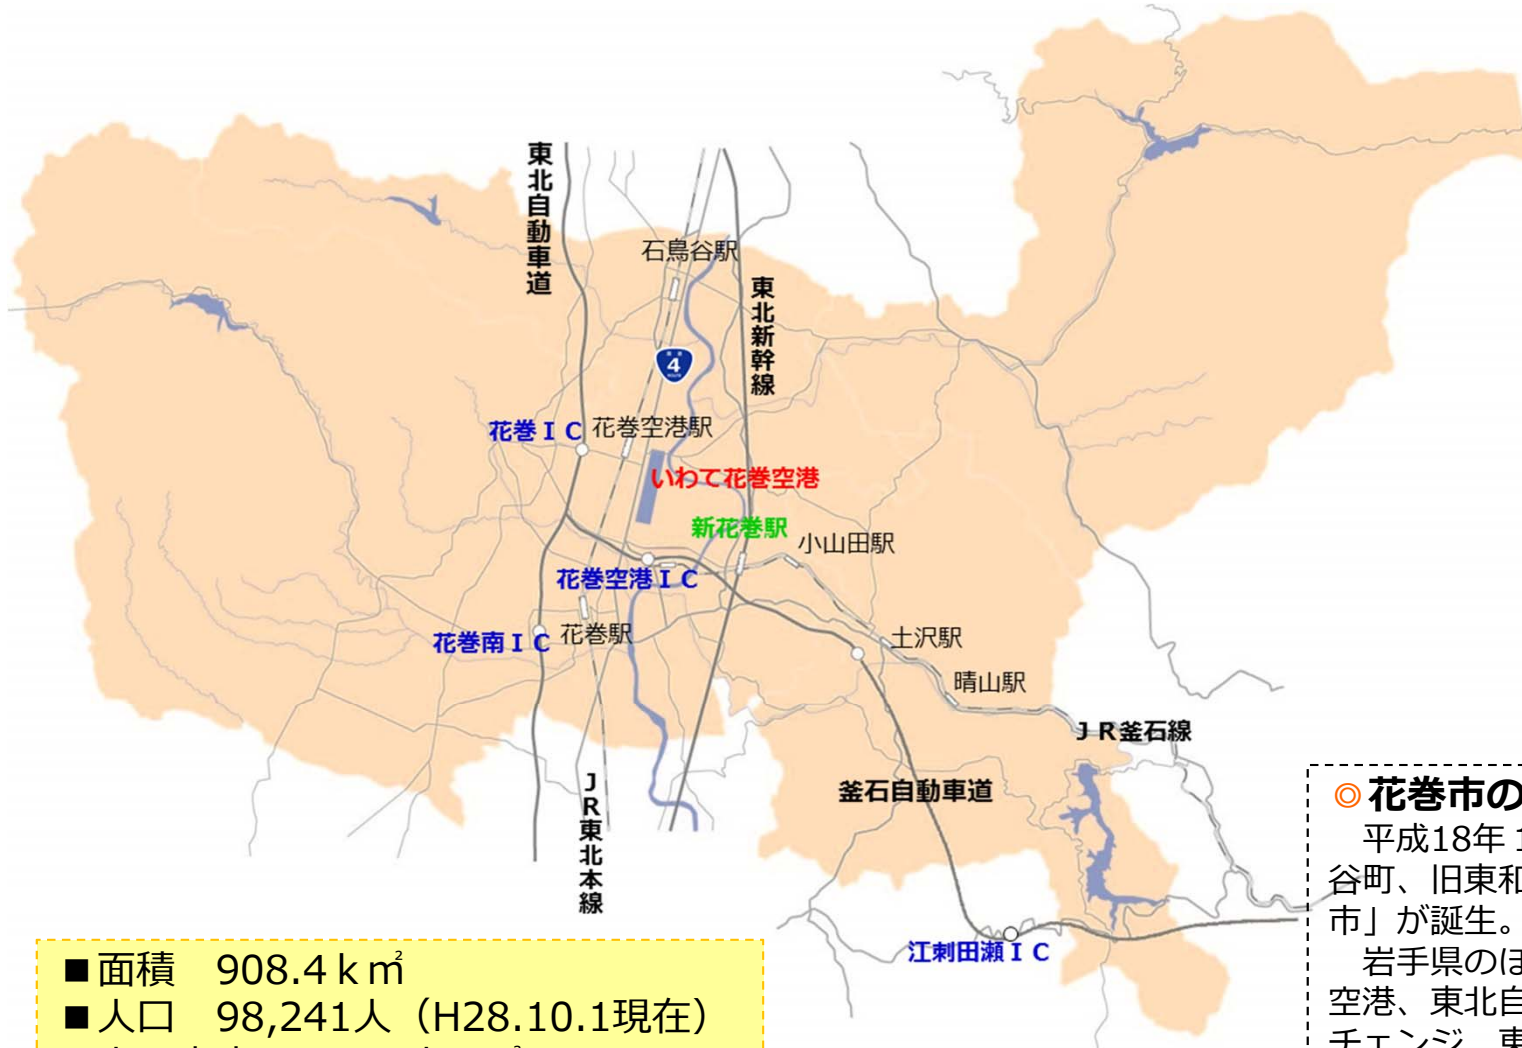 東北自動車道
石鳥谷駅
東北新幹線
4
花巻ＩＣ
花巻空港駅
いわて花巻空港
新花巻駅
小山田駅
花巻空港ＩＣ
花巻南ＩＣ
花巻駅
土沢駅
晴山駅
ＪＲ釜石線
釜石自動車道
ＪＲ東北本線
江刺田瀬ＩＣ
■面積　908.4ｋ㎡
■人口　98,241人（H28.10.1現在）
◎花巻市の
平成18年１
谷町、旧東和
市」が誕生。
岩手県のほ
空港、東北自
チェンジ、東